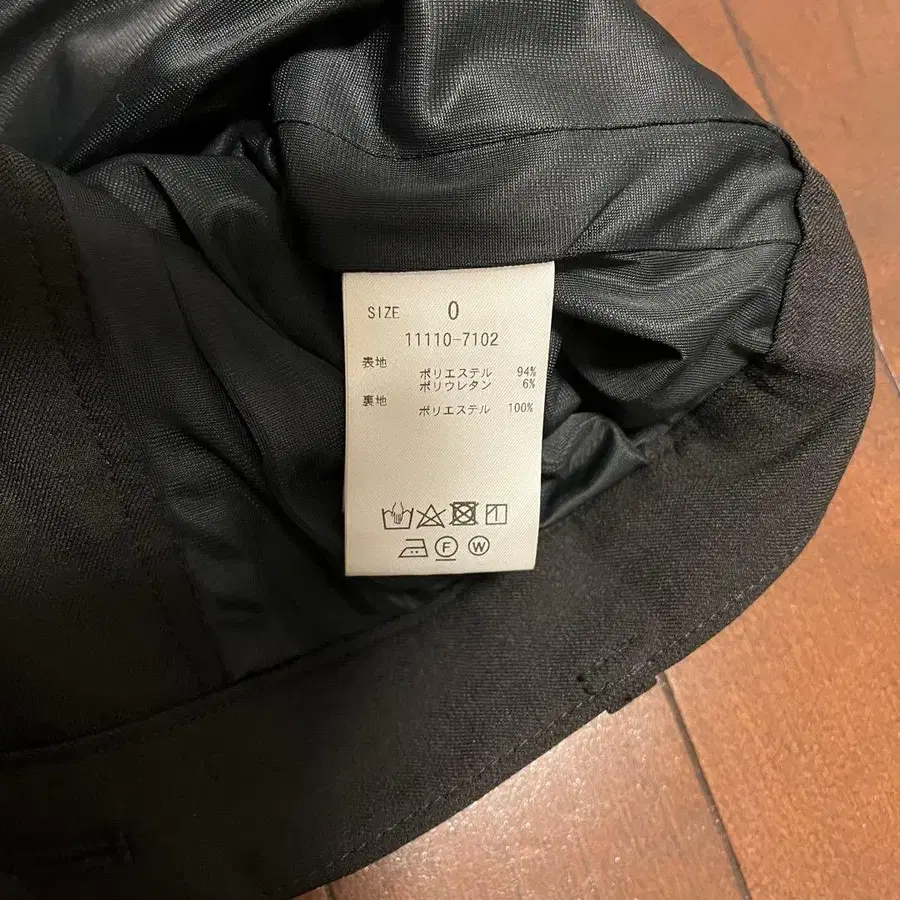 SIZE 0
11110-7102
表地
ポリエステル 94%
ポリウレタン 6%
裏地 ポリエステル 100%
F W